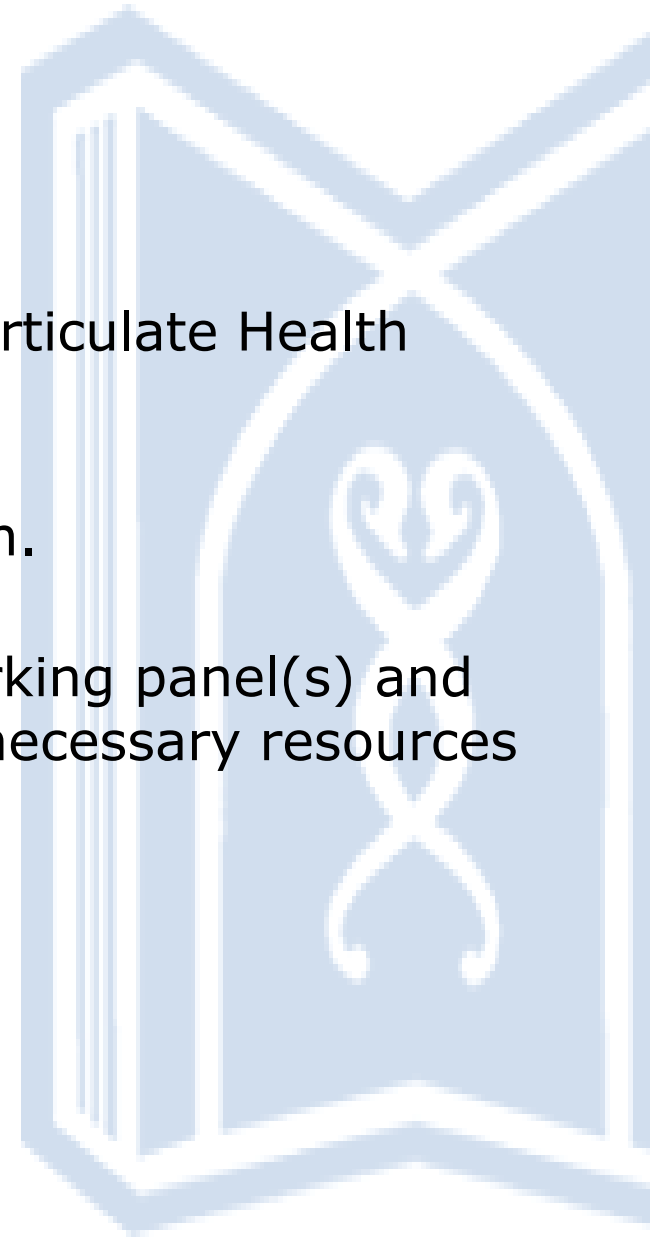 rticulate Health
n.
rking panel(s) and
necessary resources